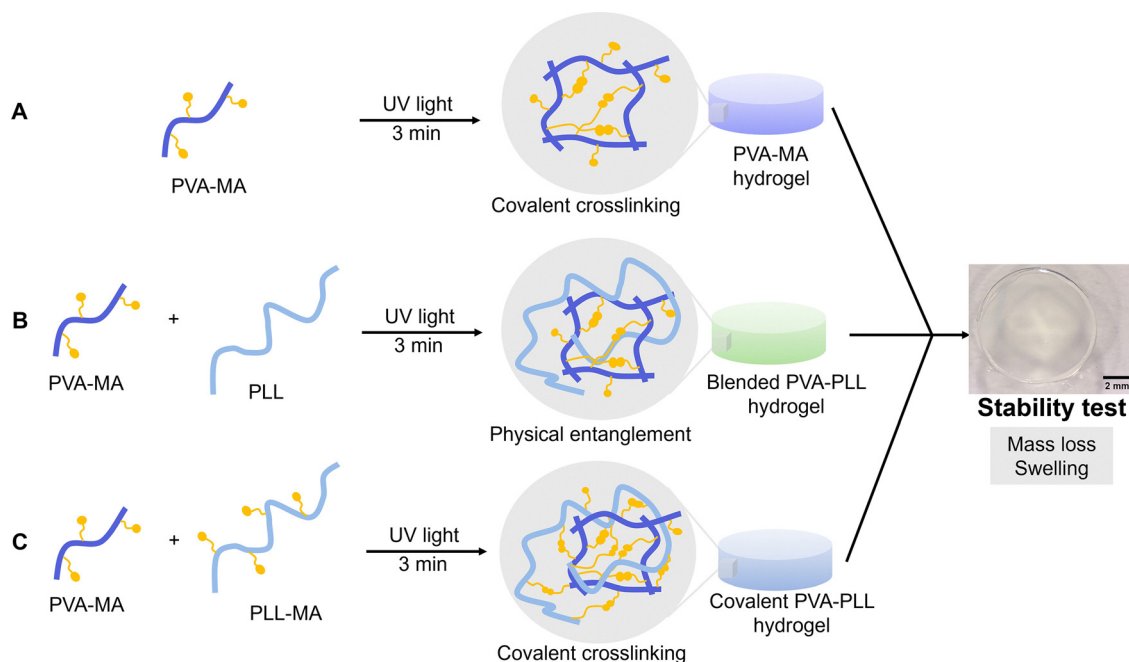 A
PVA-MA
UV light
3 min
Covalent crosslinking
PVA-MA
hydrogel
B
PVA-MA
+
PLL
UV light
3 min
Physical entanglement
Blended PVA-PLL
hydrogel
C
PVA-MA
+
PLL-MA
UV light
3 min
Covalent crosslinking
Covalent PVA-PLL
hydrogel
2 mm
Stability test
Mass loss
Swelling